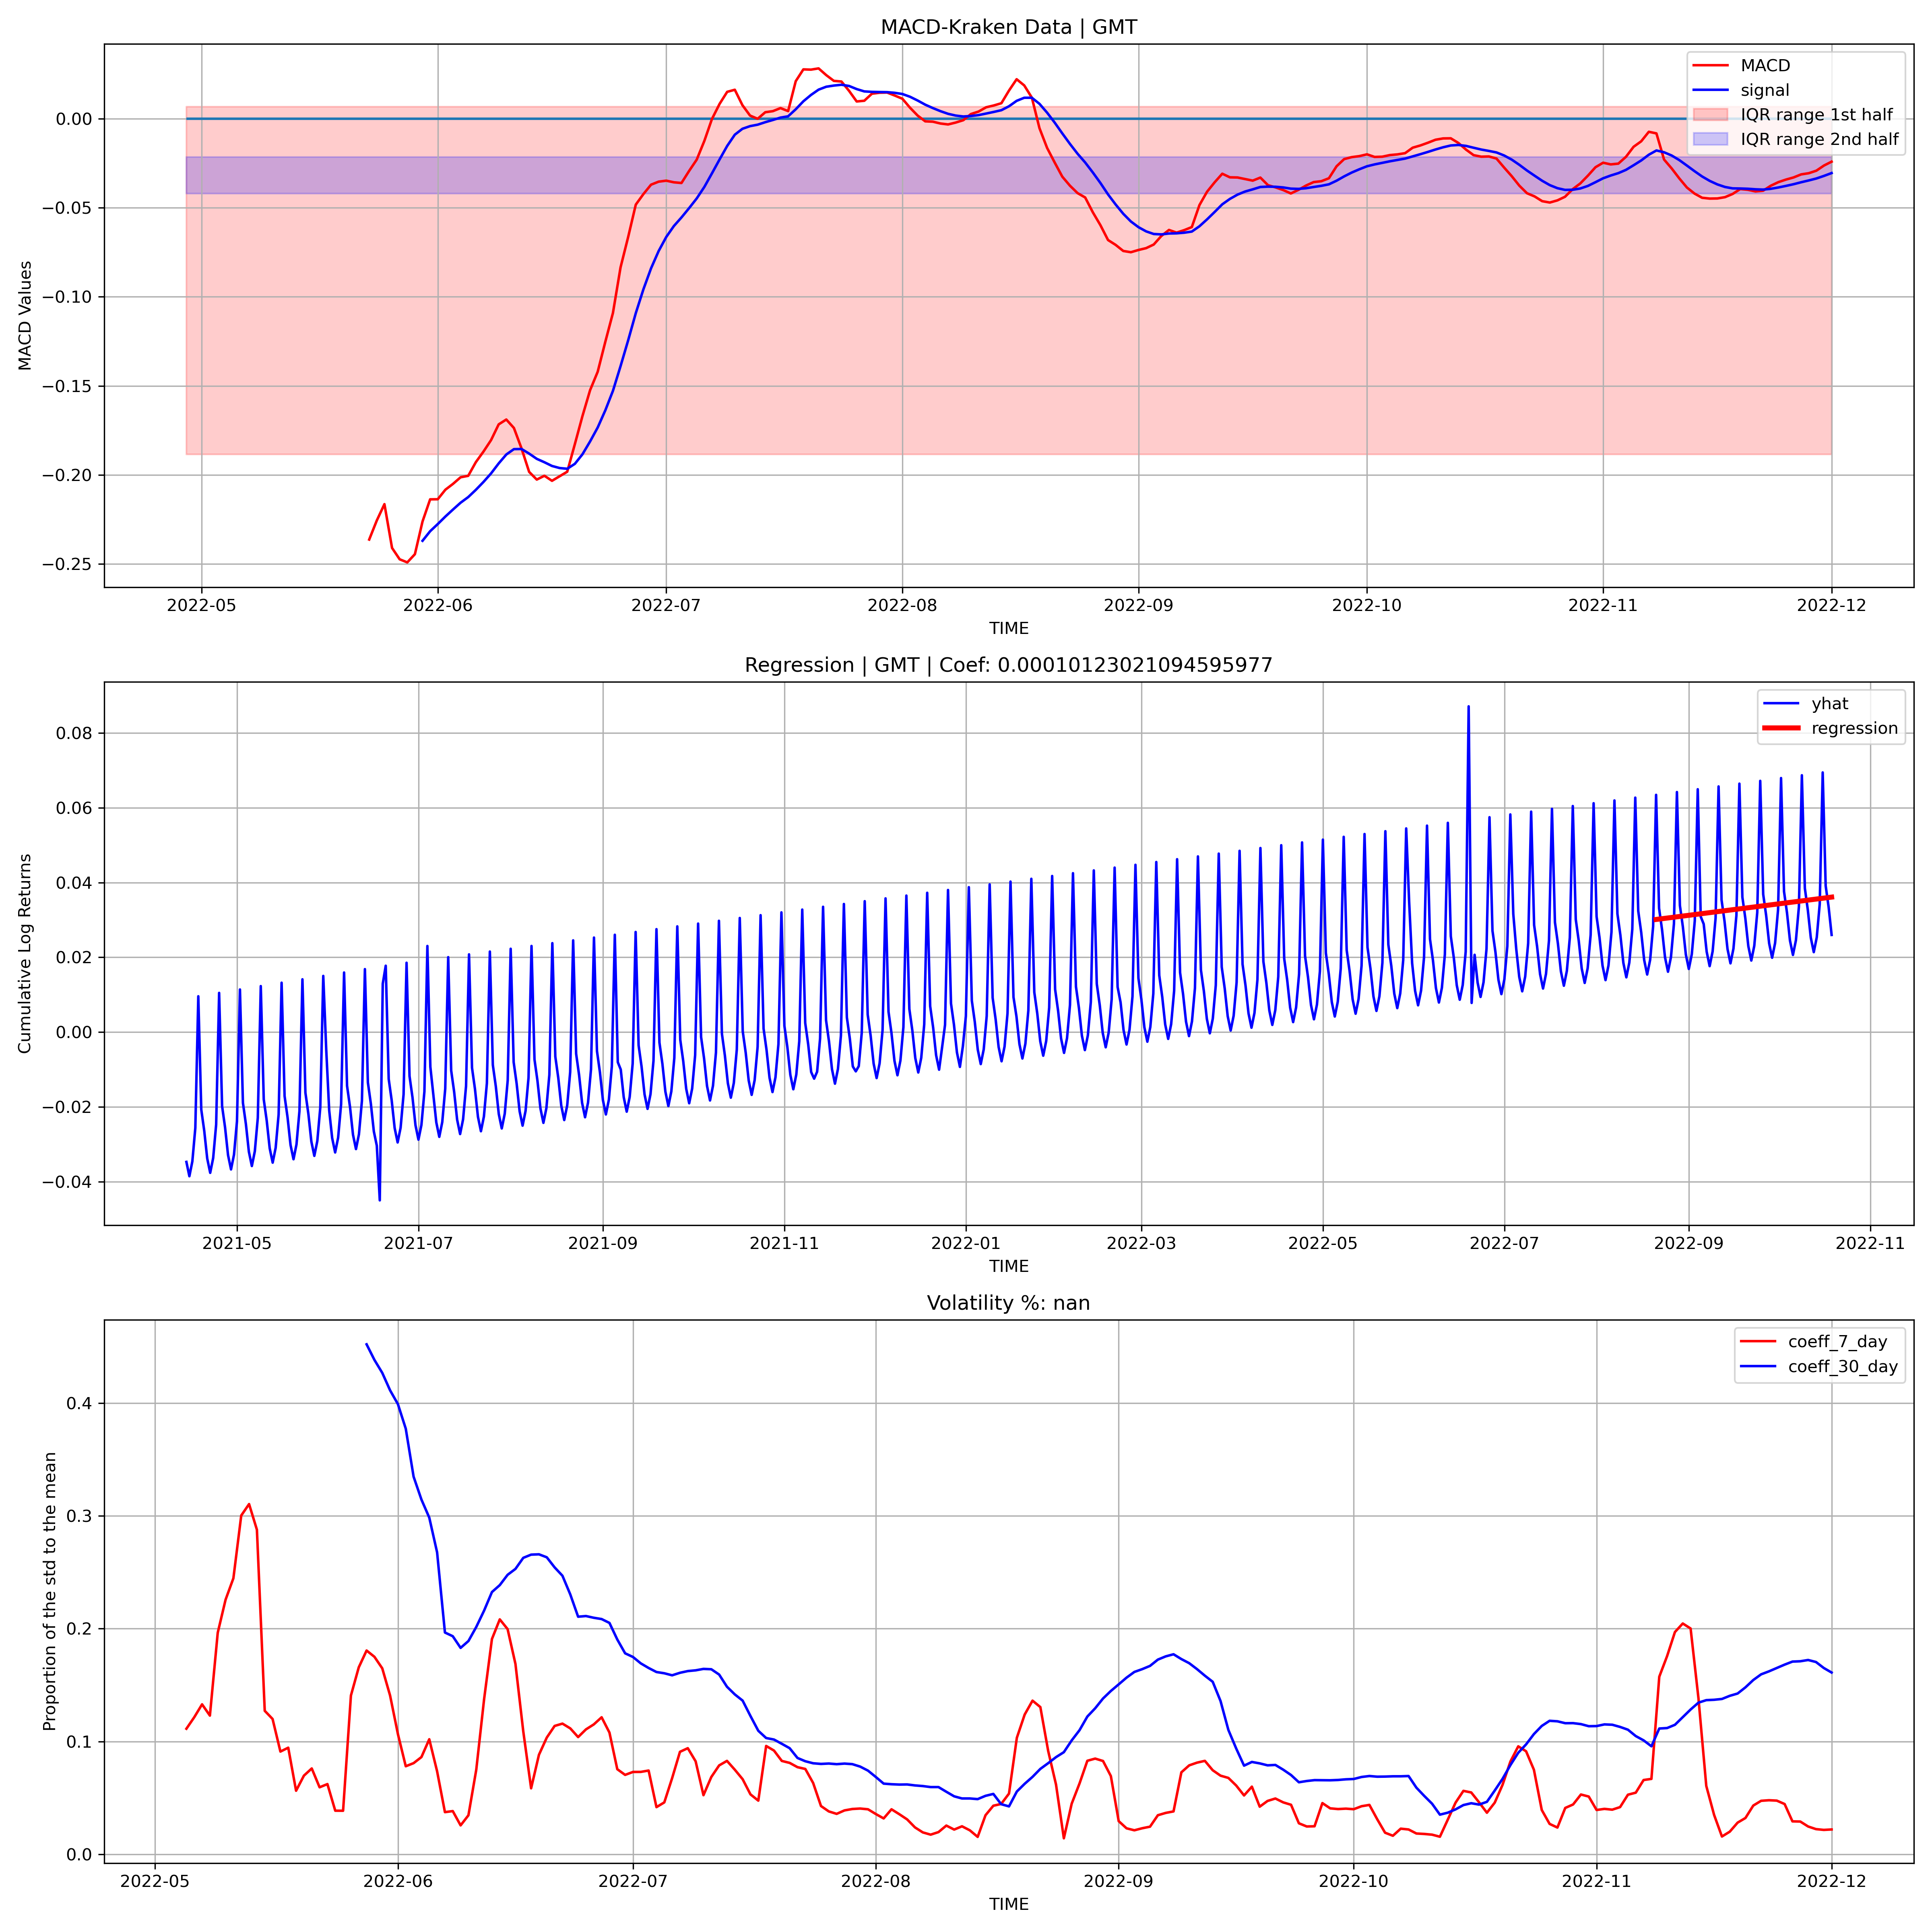 MACD-Kraken Data | GMT
MACD
signal
IQR range 1st half
IQR range 2nd half
MACD Values
0.00
−0.05
−0.10
−0.15
−0.20
−0.25
2022-05 2022-06 2022-07 2022-08 2022-09 2022-10 2022-11 2022-12
TIME
Regression | GMT | Coef: 0.00010123021094595977
yhat
regression
Cumulative Log Returns
0.08
0.06
0.04
0.02
0.00
−0.02
−0.04
2021-05 2021-07 2021-09 2021-11 2022-01 2022-03 2022-05 2022-07 2022-09 2022-11
TIME
Volatility %: nan
coeff_7_day
coeff_30_day
Proportion of the std to the mean
0.4
0.3
0.2
0.1
0.0
2022-05 2022-06 2022-07 2022-08 2022-09 2022-10 2022-11 2022-12
TIME